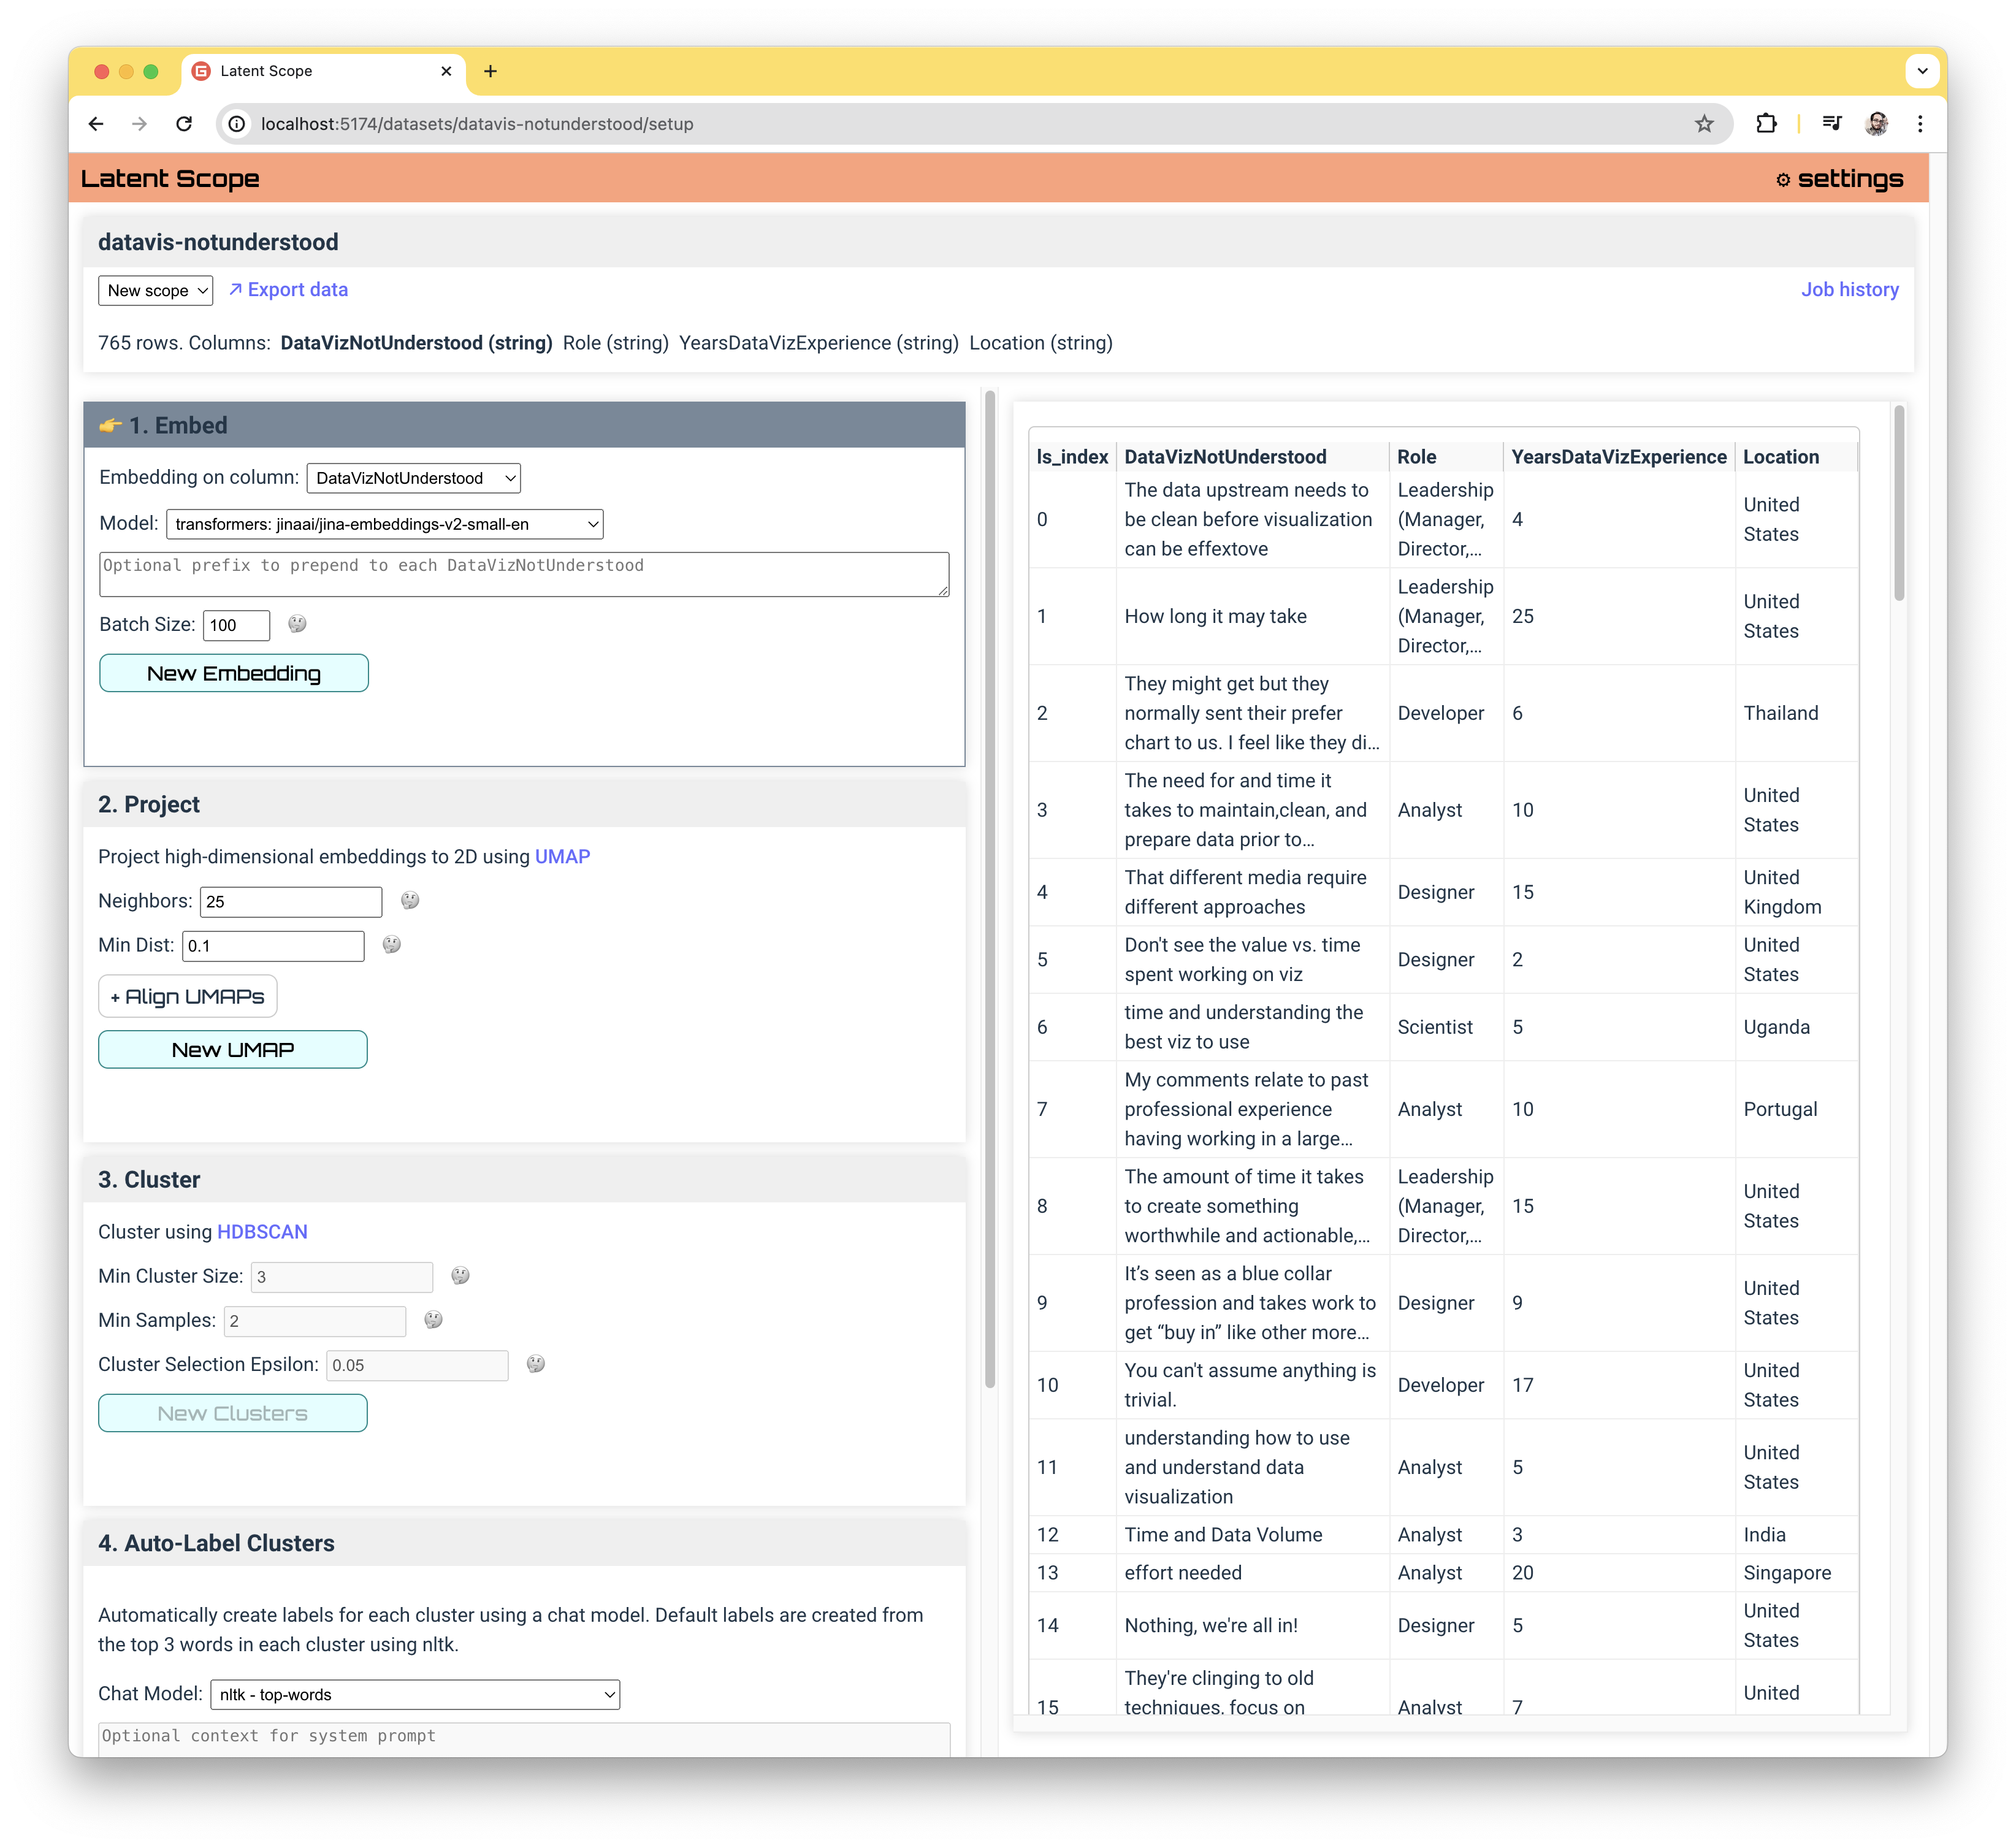 Latent Scope
localhost:5174/datasets/datavis-notunderstood/setup
Latent Scope
⚙ settings
datavis-notunderstood
New scope
↗ Export data
Job history
765 rows. Columns: DataVizNotUnderstood (string) Role (string) YearsDataVizExperience (string) Location (string)
👉 1. Embed
Embedding on column: DataVizNotUnderstood
Model: transformers: jinaai/jina-embeddings-v2-small-en
Optional prefix to prepend to each DataVizNotUnderstood
Batch Size: 100
New Embedding
2. Project
Project high-dimensional embeddings to 2D using UMAP
Neighbors: 25
Min Dist: 0.1
+ Align UMAPs
New UMAP
3. Cluster
Cluster using HDBSCAN
Min Cluster Size: 3
Min Samples: 2
Cluster Selection Epsilon: 0.05
New Clusters
4. Auto-Label Clusters
Automatically create labels for each cluster using a chat model. Default labels are created from
the top 3 words in each cluster using nltk.
Chat Model: nltk - top-words
Optional context for system prompt
ls_index DataVizNotUnderstood Role YearsDataVizExperience Location
0
The data upstream needs to
be clean before visualization
can be effextove
Leadership
(Manager,
Director,...
4
United
States
1
How long it may take
Leadership
(Manager,
Director,...
25
United
States
2
They might get but they
normally sent their prefer
chart to us. I feel like they di...
Developer
6
Thailand
3
The need for and time it
takes to maintain,clean, and
prepare data prior to...
Analyst
10
United
States
4
That different media require
different approaches
Designer
15
United
Kingdom
5
Don't see the value vs. time
spent working on viz
Designer
2
United
States
6
time and understanding the
best viz to use
Scientist
5
Uganda
7
My comments relate to past
professional experience
having working in a large...
Analyst
10
Portugal
8
The amount of time it takes
to create something
worthwhile and actionable,...
Leadership
(Manager,
Director,...
15
United
States
9
It’s seen as a blue collar
profession and takes work to
get “buy in” like other more...
Designer
9
United
States
10
You can't assume anything is
trivial.
Developer
17
United
States
11
understanding how to use
and understand data
visualization
Analyst
5
United
States
12
Time and Data Volume
Analyst
3
India
13
effort needed
Analyst
20
Singapore
14
Nothing, we're all in!
Designer
5
United
States
15
They're clinging to old
techniques, focus on
Analyst
7
United